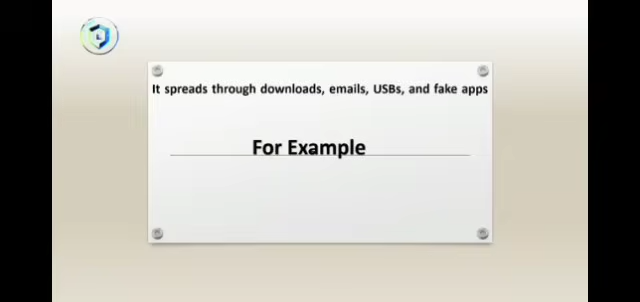 It spreads through downloads, emails, USBs, and fake apps
For Example